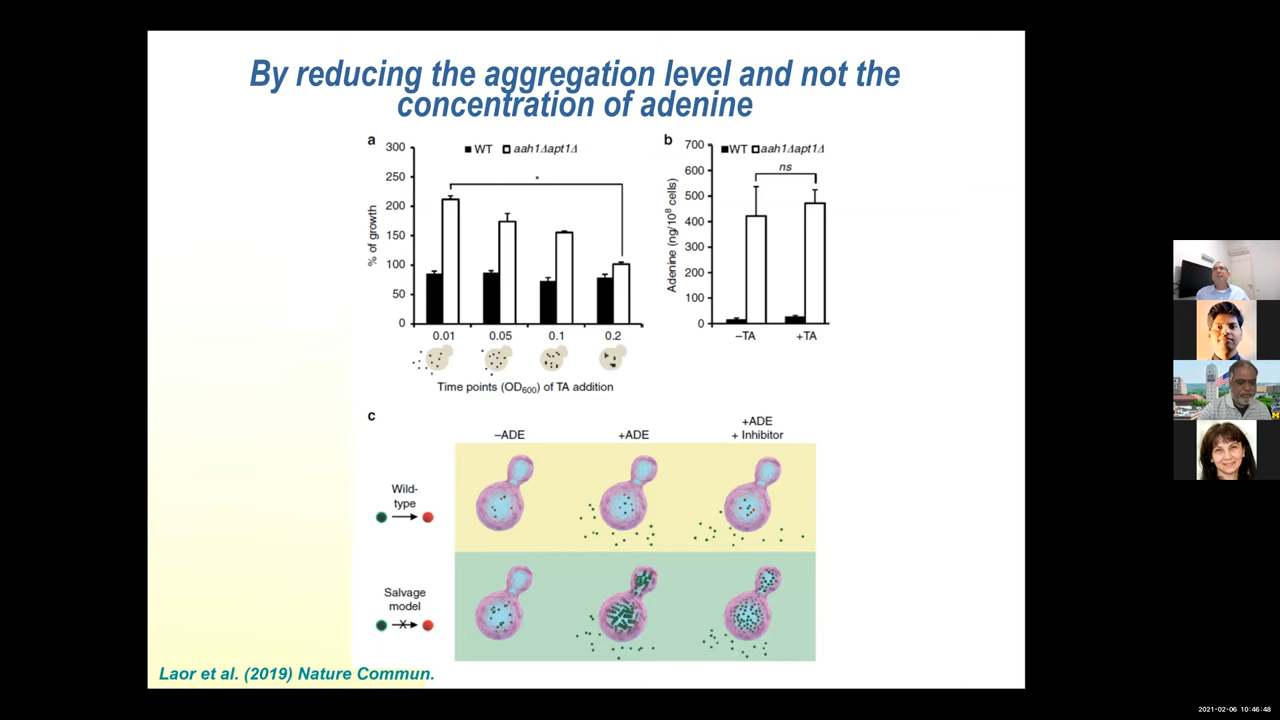 By reducing the aggregation level and not the
concentration of adenine
a
300
250
200
150
100
50
0
% of growth
WT aah1Δapt1Δ
*
0.01 0.05 0.1 0.2
Time points (OD600) of TA addition
b
700
600
500
400
300
200
100
0
Adenine (ng/10⁸ cells)
WT aah1Δapt1Δ
ns
–TA +TA
c
–ADE +ADE +ADE
+ Inhibitor
Wild-
type
Salvage
model
X
Laor et al. (2019) Nature Commun.
M
2021-02-06 10:46:48